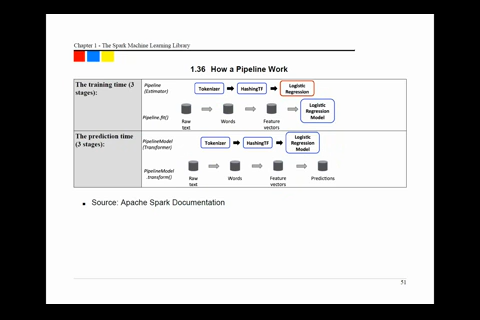 Chapter 1 - The Spark Machine Learning Library
1.36 How a Pipeline Work
The training time (3
stages):
Pipeline
(Estimator)
Tokenizer
HashingTF
Logistic
Regression
Pipeline.fit()
Logistic
Regression
Model
Raw
text
Words
Feature
vectors
The prediction time
(3 stages):
PipelineModel
(Transformer)
Tokenizer
HashingTF
Logistic
Regression
Model
PipelineModel
.transform()
Raw
text
Words
Feature
vectors
Predictions
• Source: Apache Spark Documentation
51